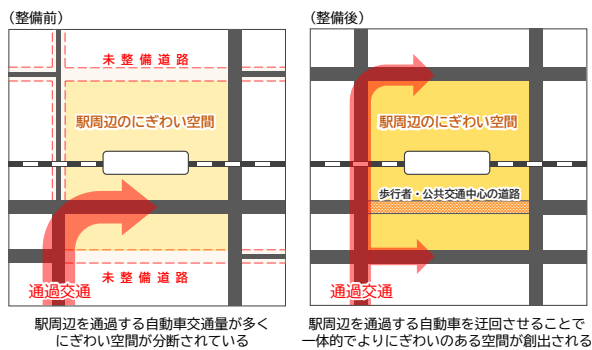 (整備前)
未整備道路
駅周辺のにぎわい空間
未整備道路
通過交通
駅周辺を通過する自動車交通量が多く
にぎわい空間が分断されている
(整備後)
駅周辺のにぎわい空間
歩行者・公共交通中心の道路
通過交通
駅周辺を通過する自動車を迂回させることで
一体的でよりにぎわいのある空間が創出される